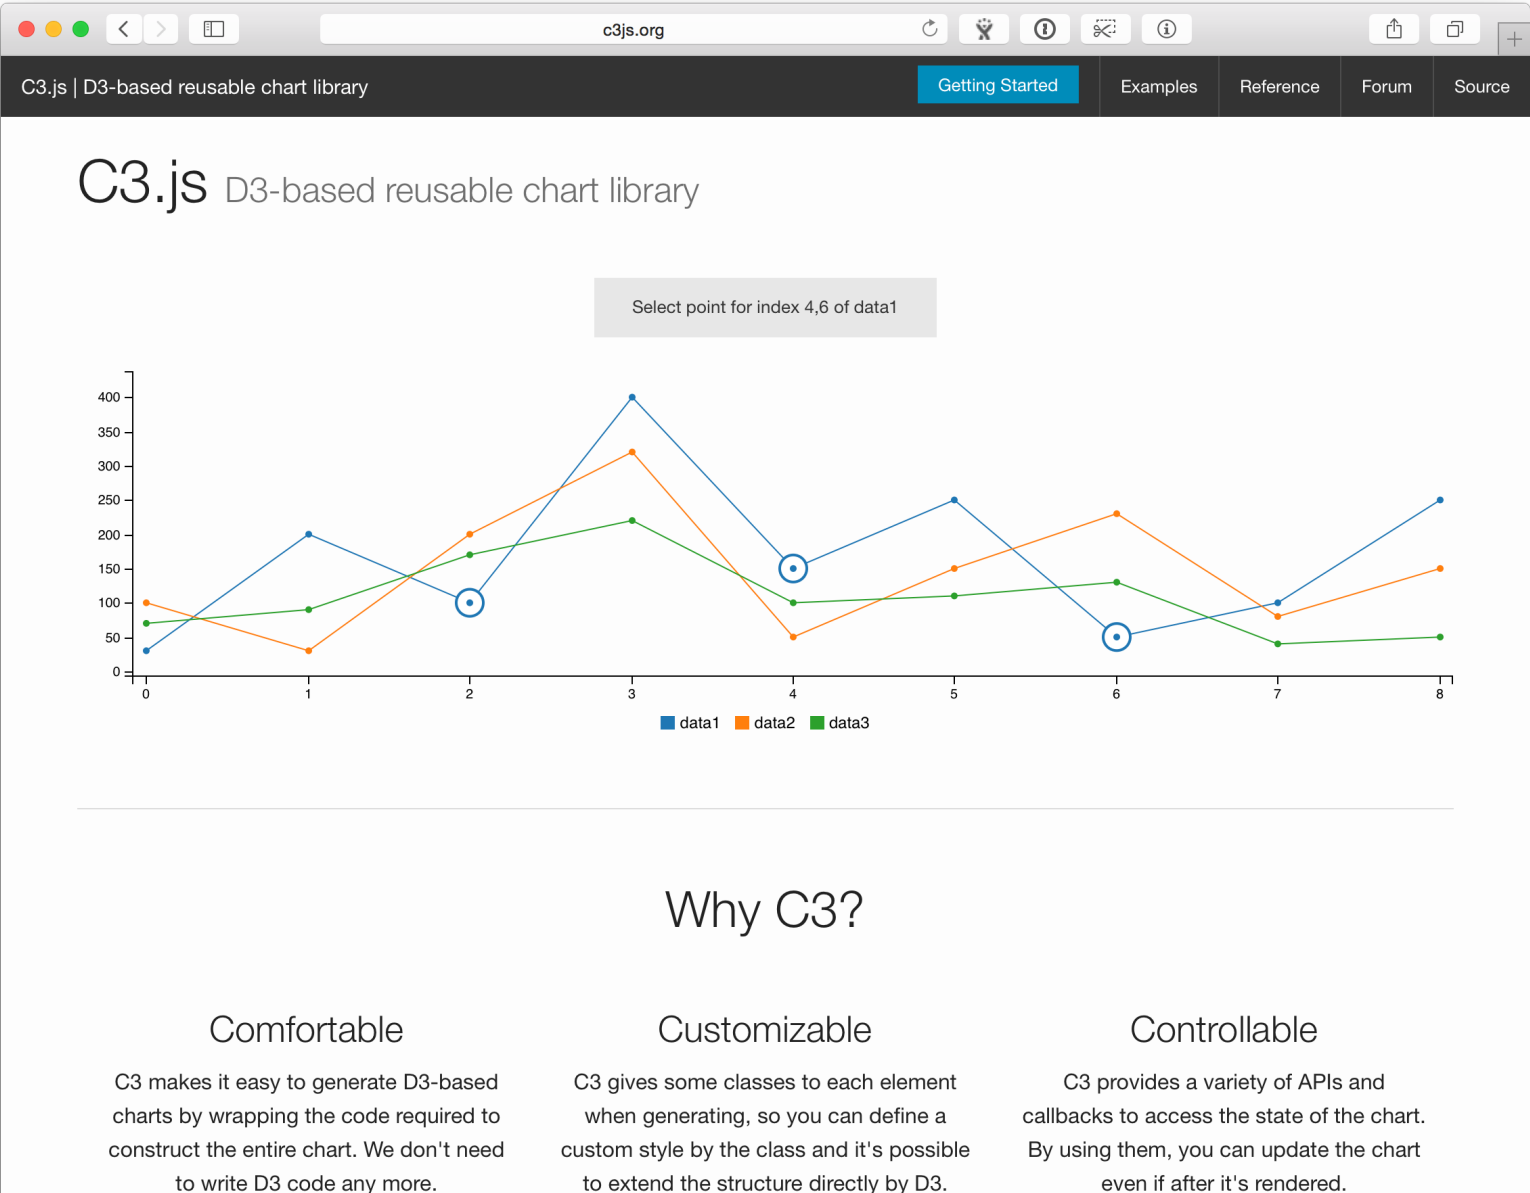 c3js.org
C3.js | D3-based reusable chart library
Getting Started
Examples
Reference
Forum
Source
C3.js D3-based reusable chart library
Select point for index 4,6 of data1
400
350
300
250
200
150
100
50
0
0 1 2 3 4 5 6 7 8
data1 data2 data3
Why C3?
Comfortable
C3 makes it easy to generate D3-based
charts by wrapping the code required to
construct the entire chart. We don't need
to write D3 code any more.
Customizable
C3 gives some classes to each element
when generating, so you can define a
custom style by the class and it's possible
to extend the structure directly by D3.
Controllable
C3 provides a variety of APIs and
callbacks to access the state of the chart.
By using them, you can update the chart
even if after it's rendered.